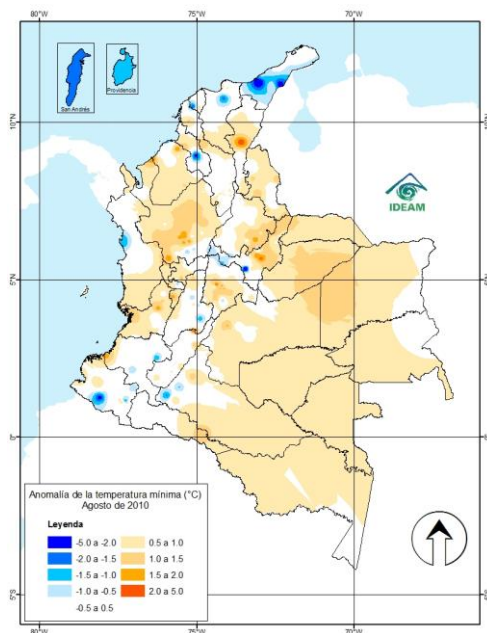 80°W
75°W
70°W
San Andrés
Providencia
10°N
10°N
IDEAM
5°N
5°N
Anomalía de la temperatura mínima (°C)
Agosto de 2010
Leyenda
-5.0 a -2.0
0.5 a 1.0
-2.0 a -1.5
1.0 a 1.5
-1.5 a -1.0
1.5 a 2.0
-1.0 a -0.5
2.0 a 5.0
-0.5 a 0.5
5°S
5°S
80°W
75°W
70°W